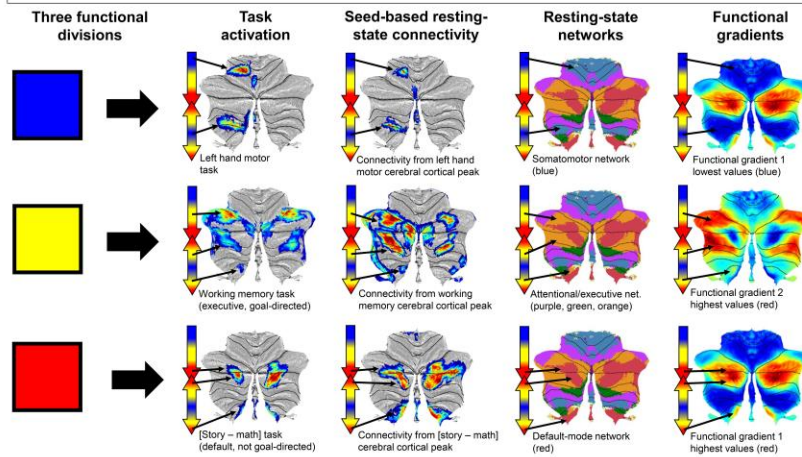 Three functional
divisions
Task
activation
Seed-based resting-
state connectivity
Resting-state
networks
Functional
gradients
Left hand motor
task
Connectivity from left hand
motor cerebral cortical peak
Somatomotor network
(blue)
Functional gradient 1
lowest values (blue)
Working memory task
(executive, goal-directed)
Connectivity from working
memory cerebral cortical peak
Attentional/executive net.
(purple, green, orange)
Functional gradient 2
highest values (red)
[Story – math] task
(default, not goal-directed)
Connectivity from [story – math]
cerebral cortical peak
Default-mode network
(red)
Functional gradient 1
highest values (red)